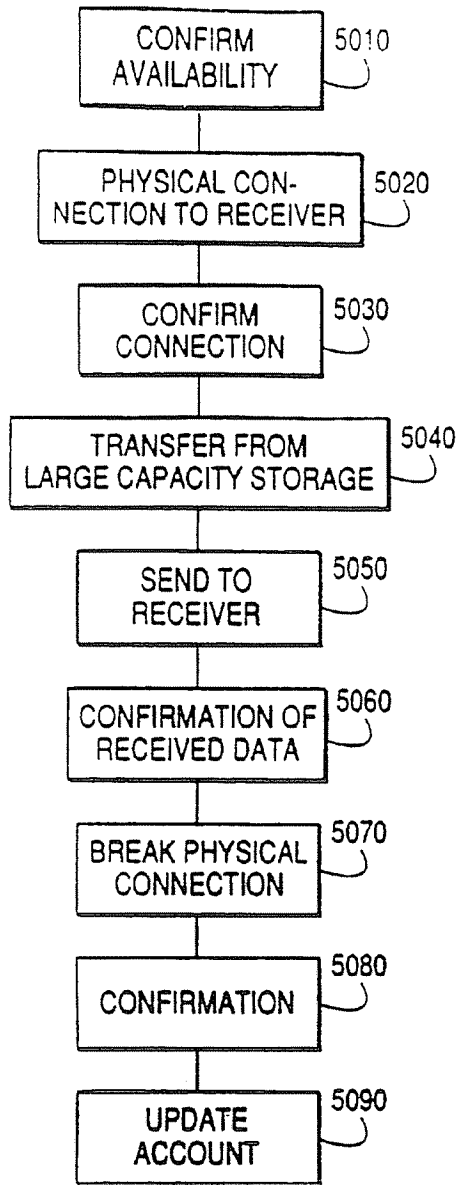 CONFIRM
AVAILABILITY
5010
PHYSICAL CON-
NECTION TO RECEIVER
5020
CONFIRM
CONNECTION
5030
TRANSFER FROM
LARGE CAPACITY STORAGE
5040
SEND TO
RECEIVER
5050
CONFIRMATION OF
RECEIVED DATA
5060
BREAK PHYSICAL
CONNECTION
5070
CONFIRMATION
5080
UPDATE
ACCOUNT
5090